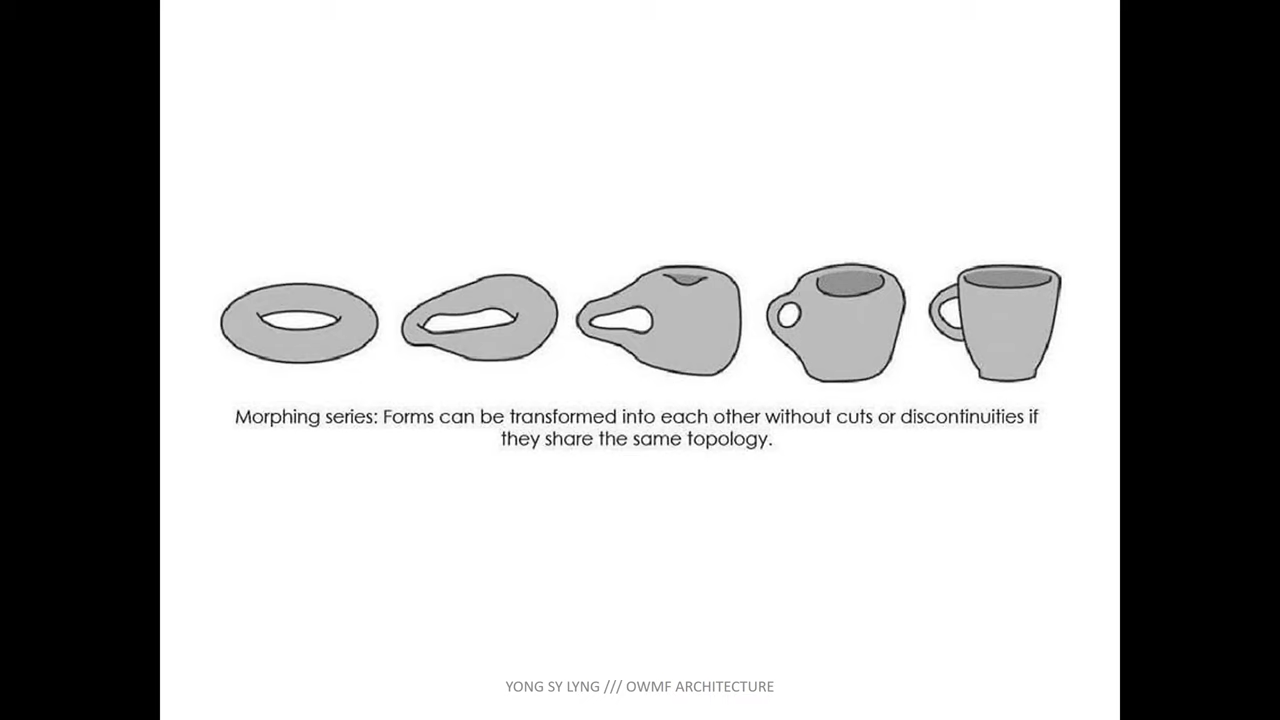 Morphing series: Forms can be transformed into each other without cuts or discontinuities if
they share the same topology.
YONG SY LYNG /// OWMF ARCHITECTURE